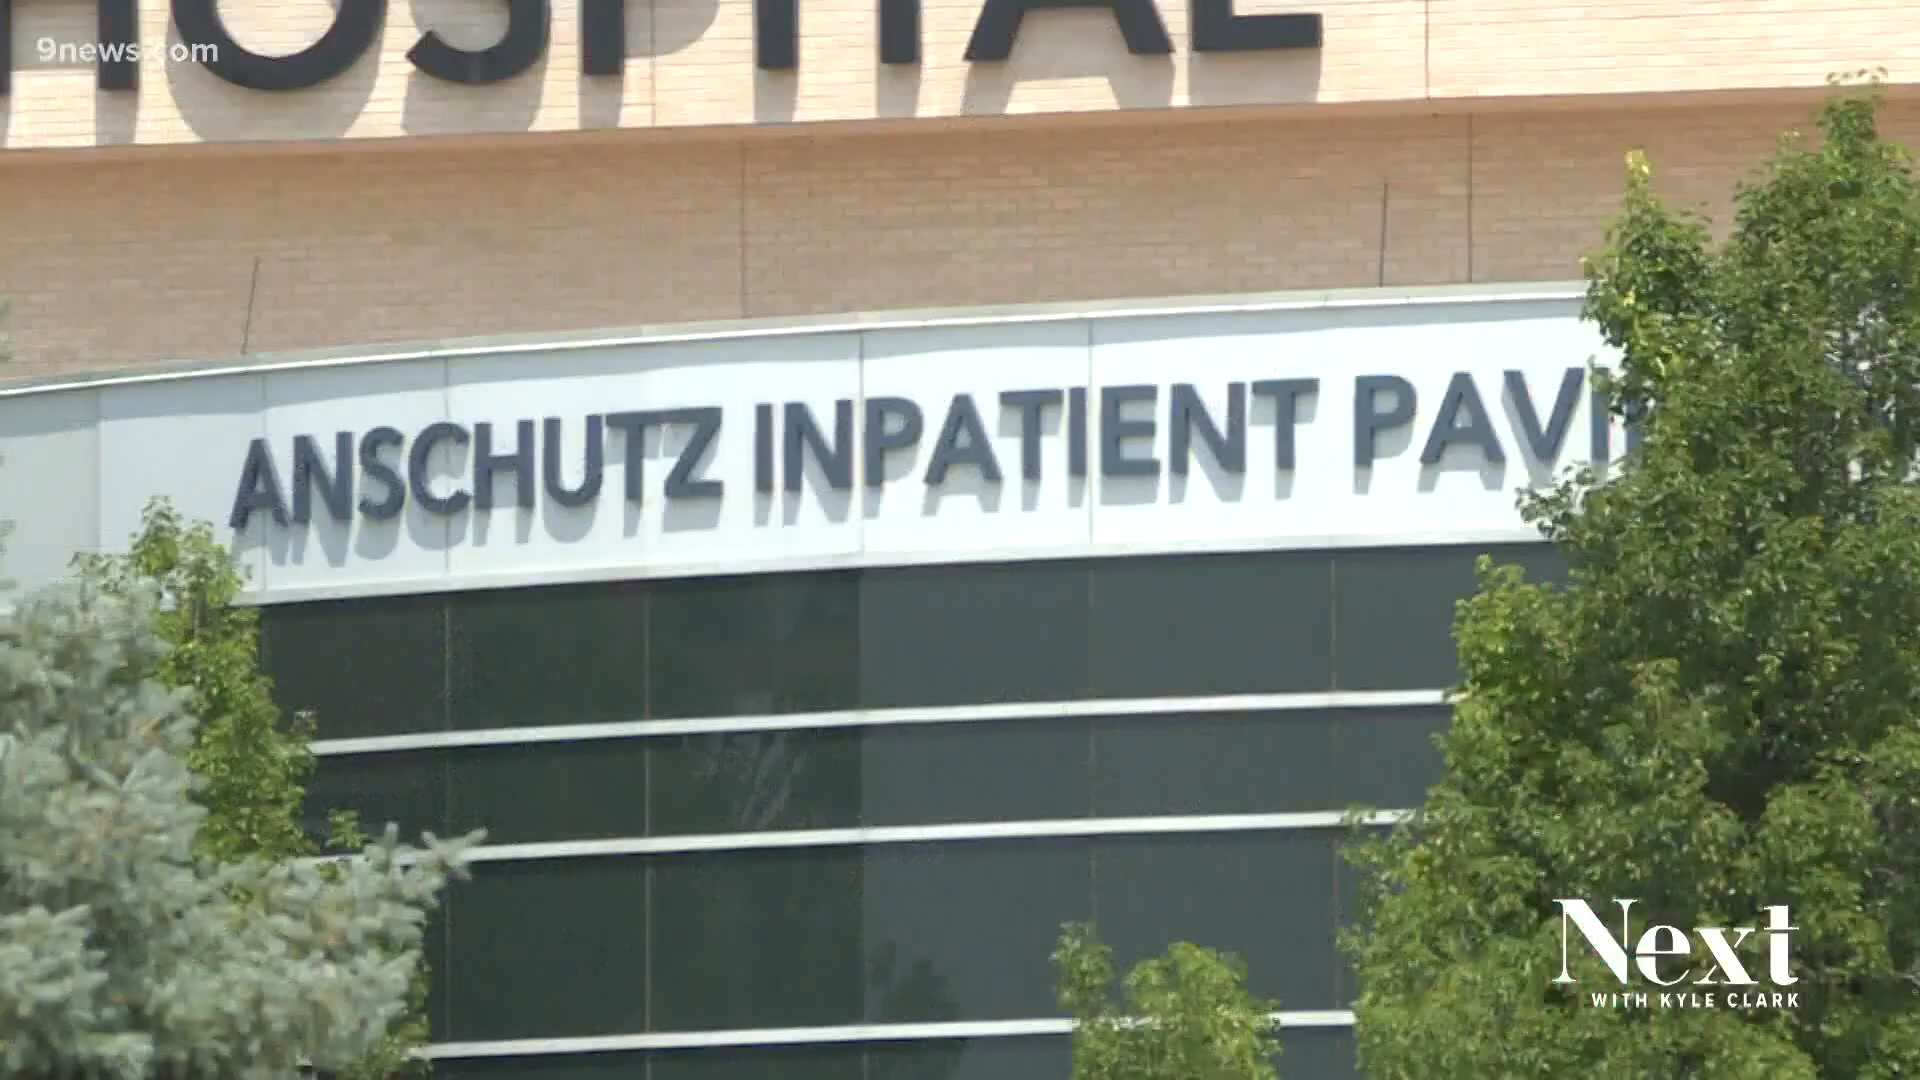 9news.com
HOSPITAL
ANSCHUTZ INPATIENT PAVI
Next
WITH KYLE CLARK